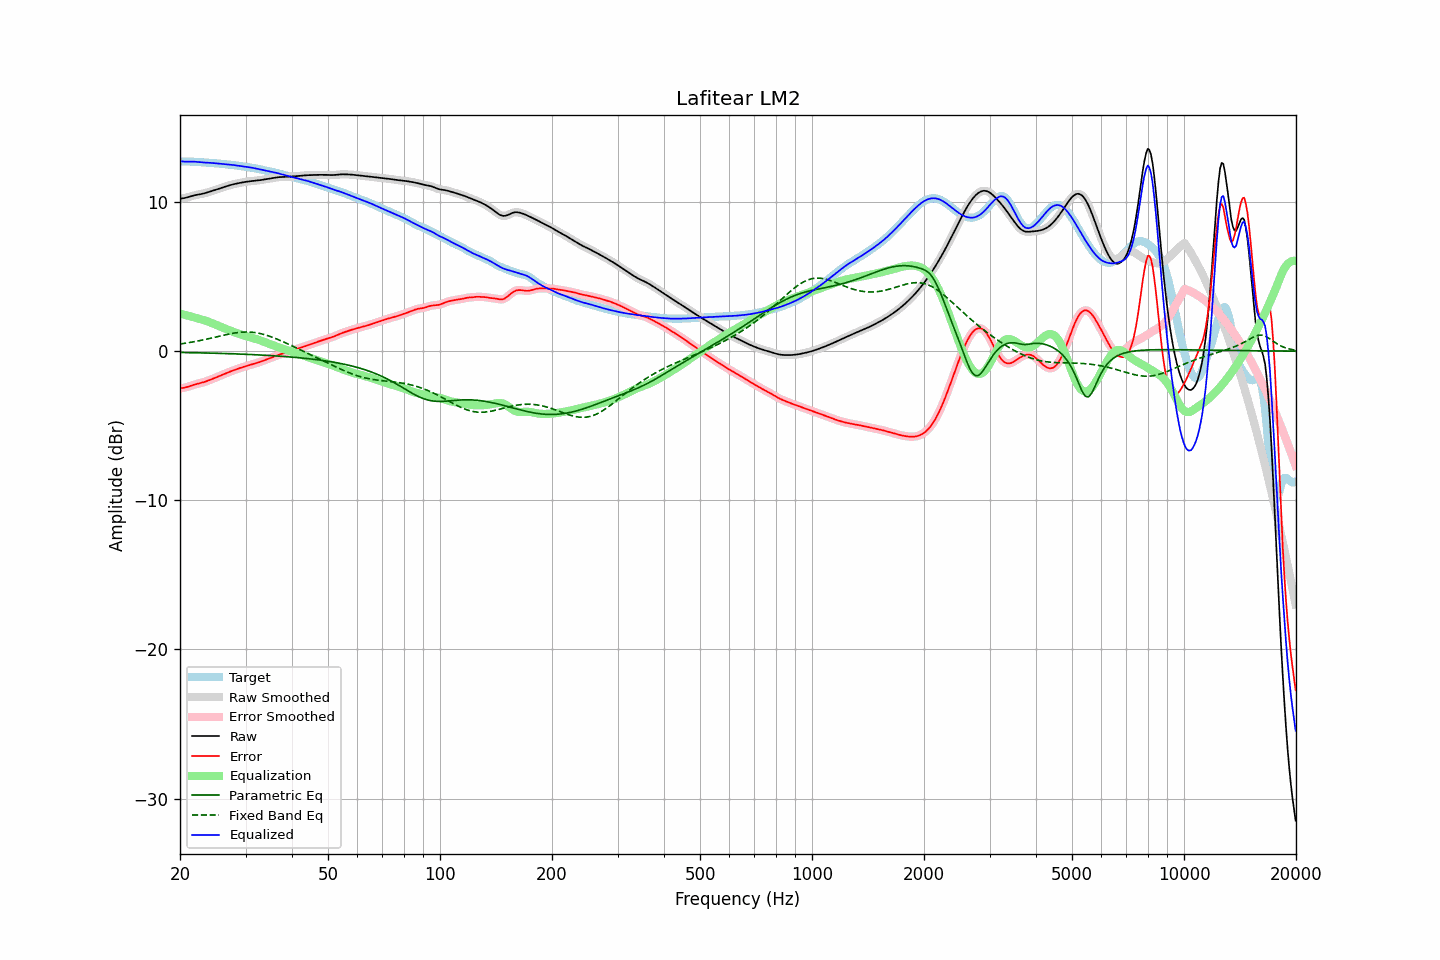 Lafitear LM2
Amplitude (dBr)
10
0
−10
−20
−30
Target
Raw Smoothed
Error Smoothed
Raw
Error
Equalization
Parametric Eq
Fixed Band Eq
Equalized
20 50 100 200 500 1000 2000 5000 10000 20000
Frequency (Hz)